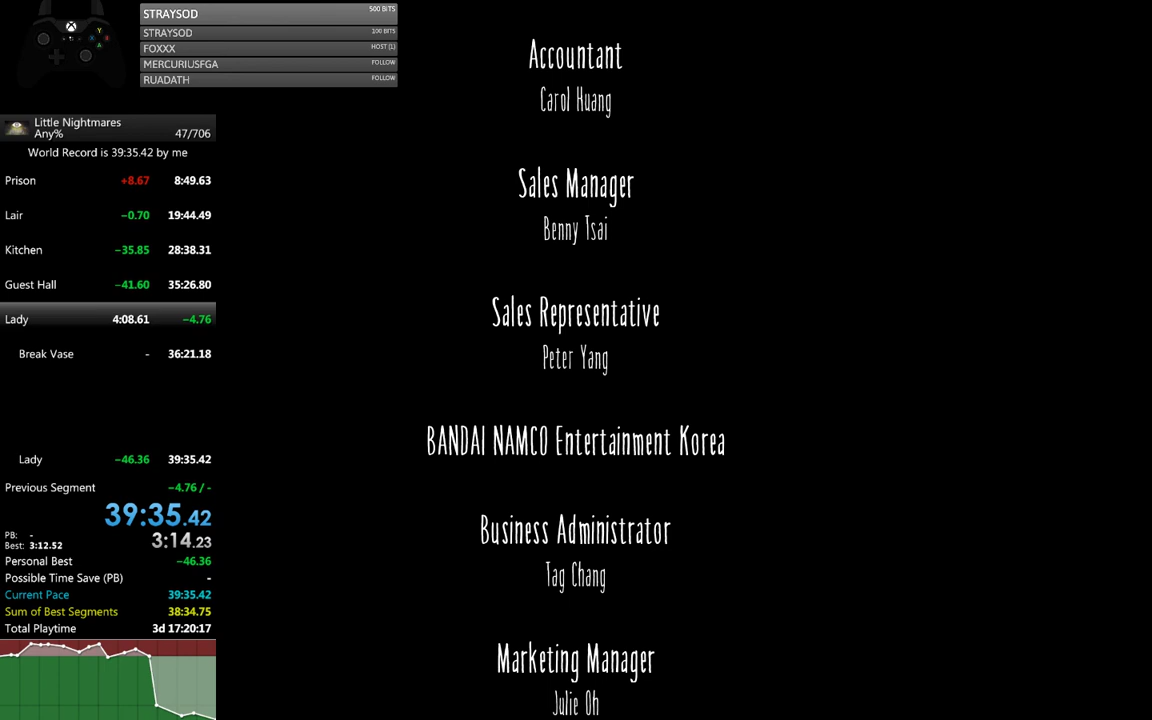 STRAYSOD 500 BITS
STRAYSOD 100 BITS
FOXXX HOST (1)
MERCURIUSFGA FOLLOW
RUADATH FOLLOW
Little Nightmares
Any% 47/706
World Record is 39:35.42 by me
Prison +8.67 8:49.63
Lair −0.70 19:44.49
Kitchen −35.85 28:38.31
Guest Hall −41.60 35:26.80
Lady 4:08.61 −4.76
Break Vase - 36:21.18
Lady −46.36 39:35.42
Previous Segment −4.76 / -
39:35.42
PB: -
Best: 3:12.52 3:14.23
Personal Best −46.36
Possible Time Save (PB) -
Current Pace 39:35.42
Sum of Best Segments 38:34.75
Total Playtime 3d 17:20:17
Accountant
Carol Huang
Sales Manager
Benny Tsai
Sales Representative
Peter Yang
BANDAI NAMCO Entertainment Korea
Business Administrator
Tag Chang
Marketing Manager
Julie Oh